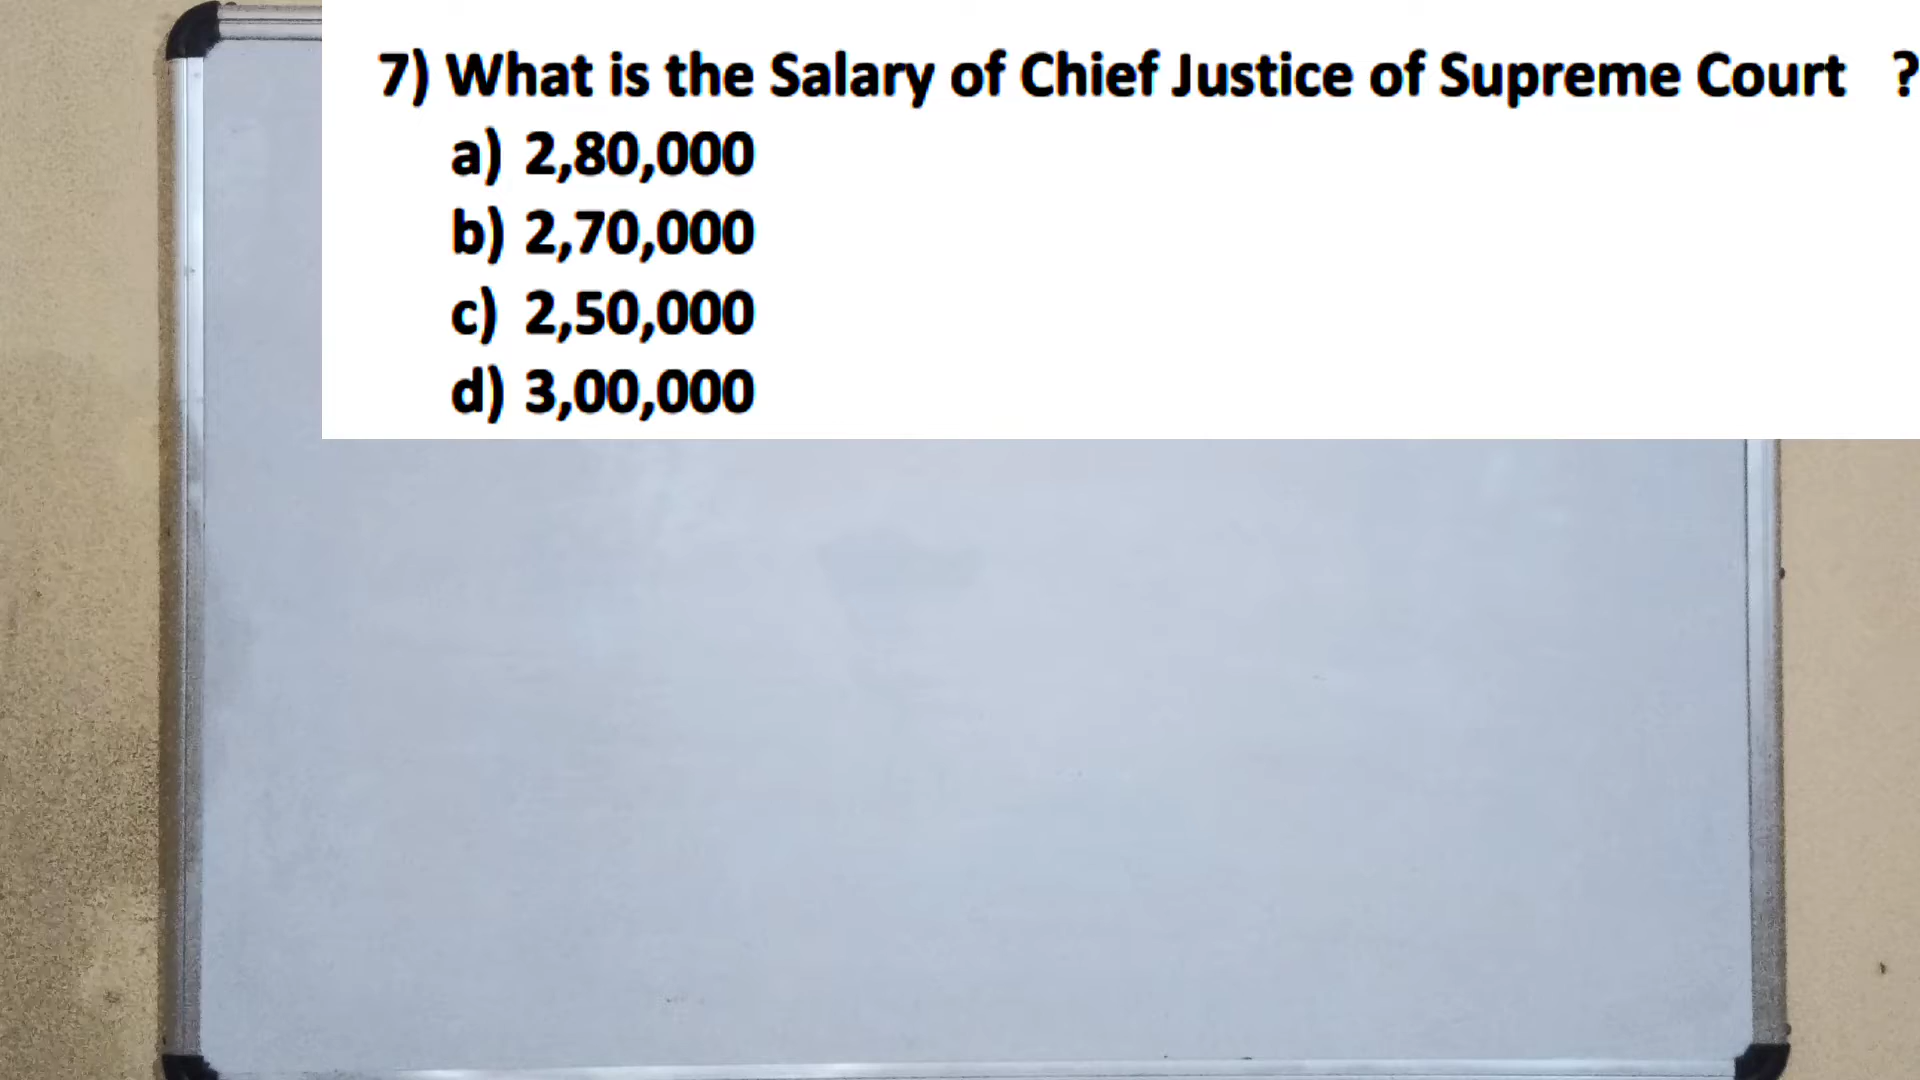 7) What is the Salary of Chief Justice of Supreme Court ?
a) 2,80,000
b) 2,70,000
c) 2,50,000
d) 3,00,000